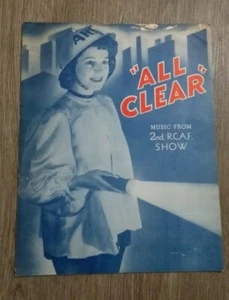 "ALL
CLEAR"
MUSIC FROM
2nd. R.C.A.F.
SHOW